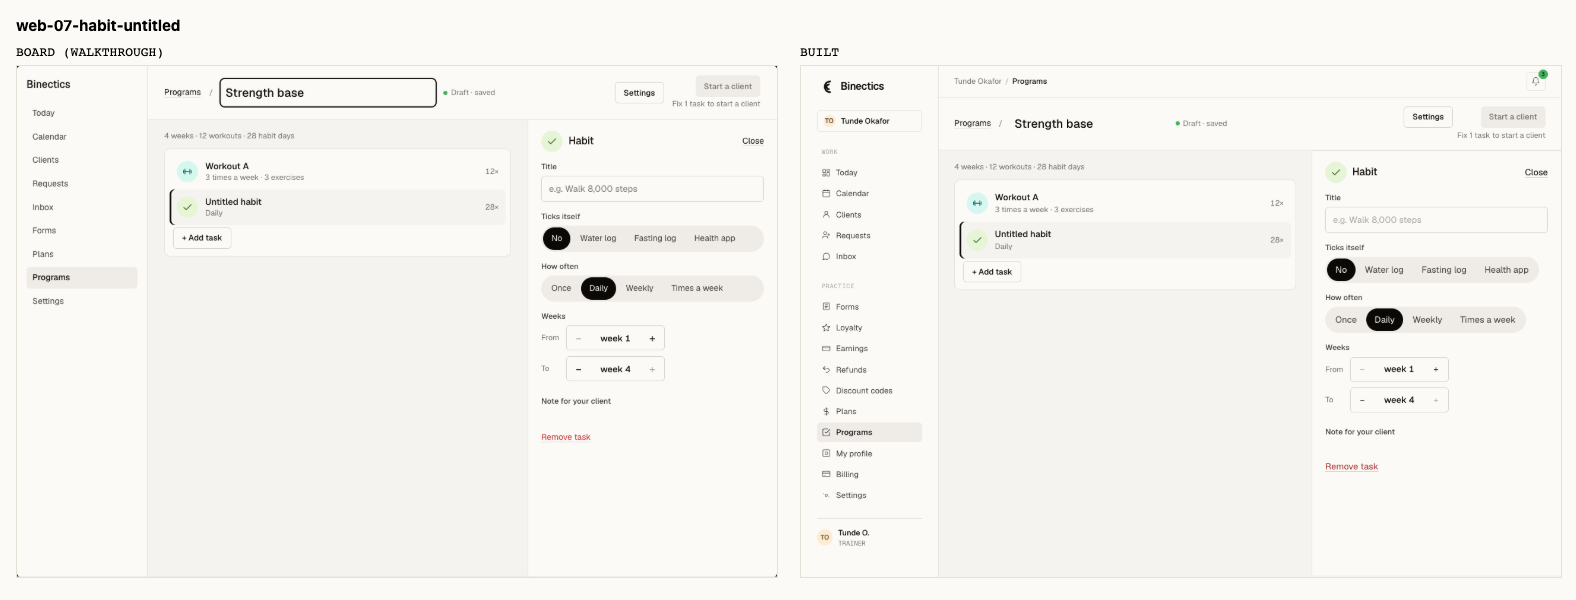 web-07-habit-untitled
BOARD (WALKTHROUGH)
Binectics
Today
Calendar
Clients
Requests
Inbox
Forms
Plans
Programs
Settings
Programs / Strength base
Draft · saved
Settings
Start a client
Fix 1 task to start a client
4 weeks · 12 workouts · 28 habit days
Workout A
3 times a week · 3 exercises
12×
Untitled habit
Daily
28×
+ Add task
Habit
Close
Title
e.g. Walk 8,000 steps
Ticks itself
No Water log Fasting log Health app
How often
Once Daily Weekly Times a week
Weeks
From − week 1 +
To − week 4 +
Note for your client
Remove task
BUILT
Binectics
TO Tunde Okafor
WORK
Today
Calendar
Clients
Requests
Inbox
PRACTICE
Forms
Loyalty
Earnings
Refunds
Discount codes
Plans
Programs
My profile
Billing
Settings
TO Tunde O.
TRAINER
Tunde Okafor / Programs
3
Programs / Strength base
Draft · saved
Settings
Start a client
Fix 1 task to start a client
4 weeks · 12 workouts · 28 habit days
Workout A
3 times a week · 3 exercises
12×
Untitled habit
Daily
28×
+ Add task
Habit
Close
Title
e.g. Walk 8,000 steps
Ticks itself
No Water log Fasting log Health app
How often
Once Daily Weekly Times a week
Weeks
From − week 1 +
To − week 4 +
Note for your client
Remove task